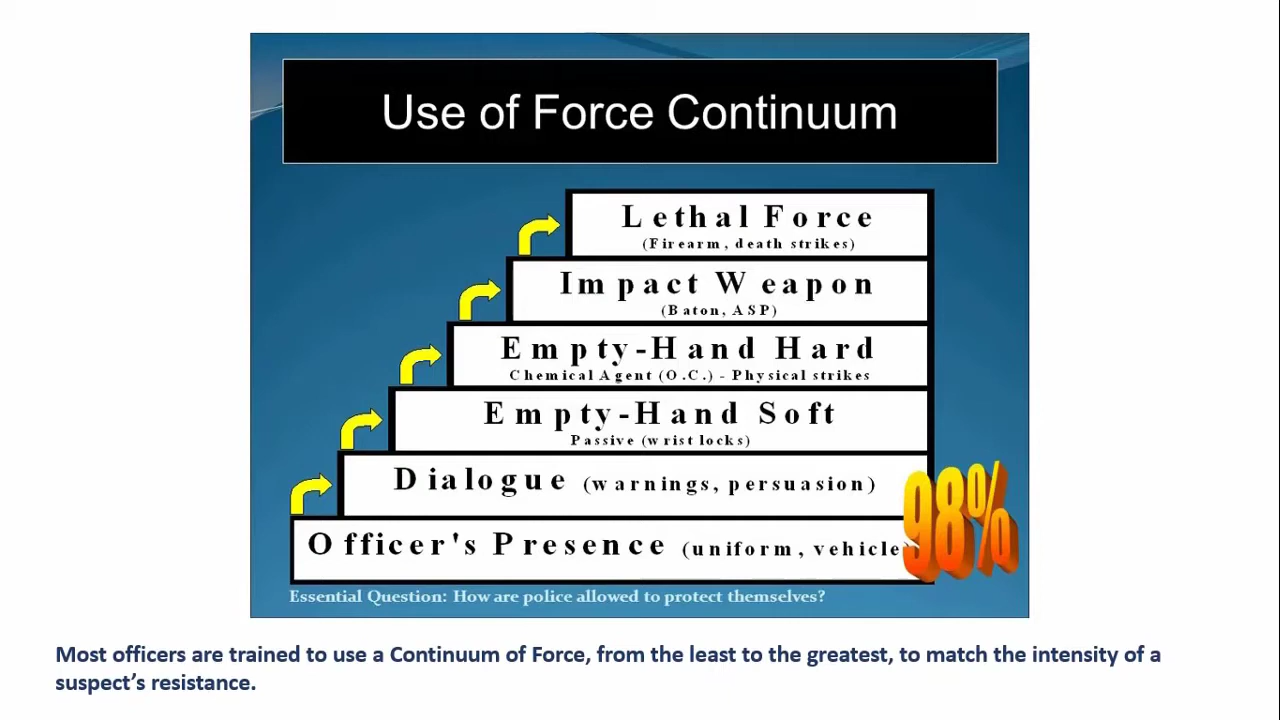 Use of Force Continuum
Lethal Force
(Firearm, death strikes)
Impact Weapon
(Baton, ASP)
Empty-Hand Hard
Chemical Agent (O.C.) - Physical strikes
Empty-Hand Soft
Passive (wrist locks)
Dialogue (warnings, persuasion)
Officer's Presence (uniform, vehicle)
98%
Essential Question: How are police allowed to protect themselves?
Most officers are trained to use a Continuum of Force, from the least to the greatest, to match the intensity of a
suspect’s resistance.